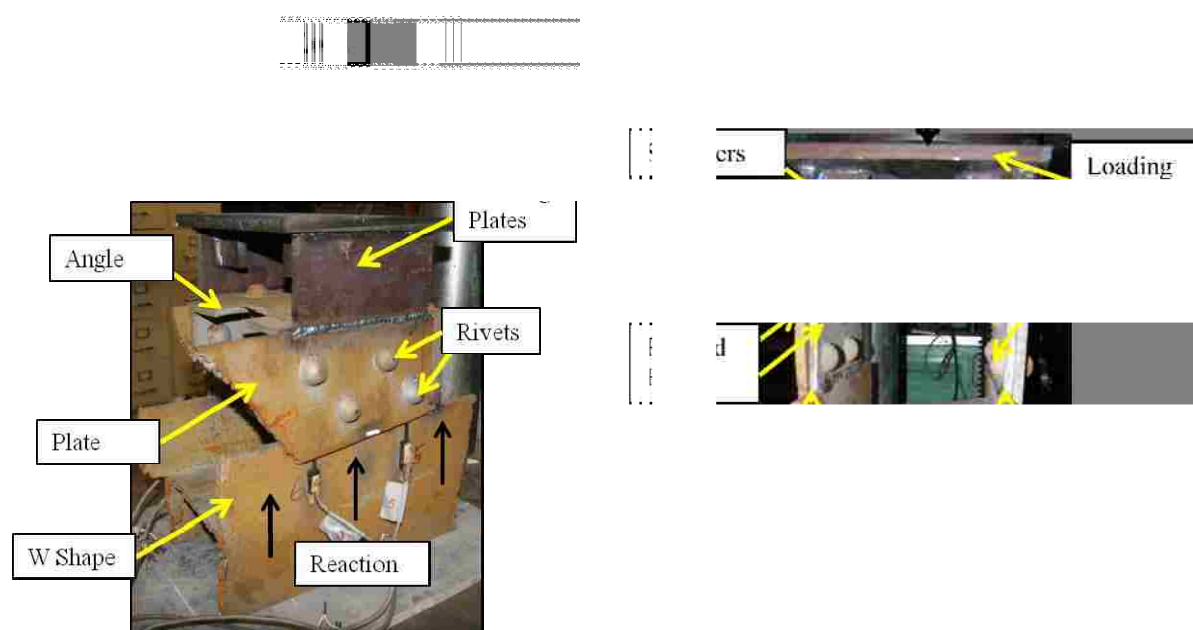 Plates
Angle
Rivets
Plate
W Shape
Reaction
Loading